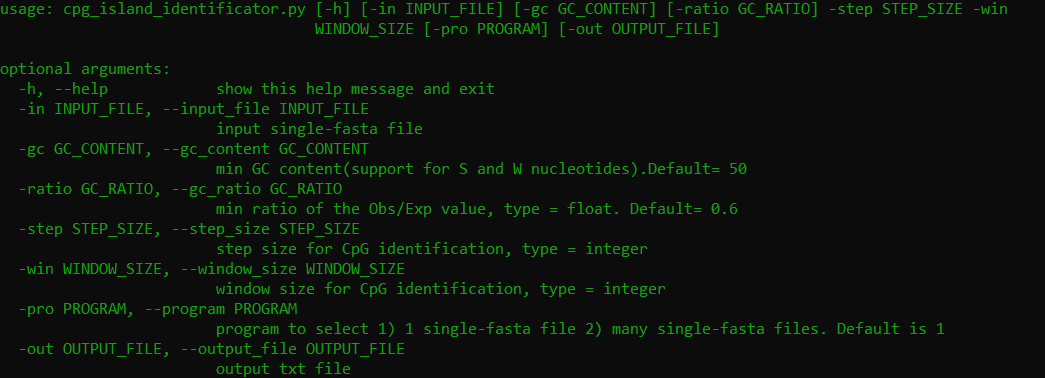 usage: cpg_island_identificator.py [-h] [-in INPUT_FILE] [-gc GC_CONTENT] [-ratio GC_RATIO] -step STEP_SIZE -win
WINDOW_SIZE [-pro PROGRAM] [-out OUTPUT_FILE]
optional arguments:
-h, --help show this help message and exit
-in INPUT_FILE, --input_file INPUT_FILE
input single-fasta file
-gc GC_CONTENT, --gc_content GC_CONTENT
min GC content(support for S and W nucleotides).Default= 50
-ratio GC_RATIO, --gc_ratio GC_RATIO
min ratio of the Obs/Exp value, type = float. Default= 0.6
-step STEP_SIZE, --step_size STEP_SIZE
step size for CpG identification, type = integer
-win WINDOW_SIZE, --window_size WINDOW_SIZE
window size for CpG identification, type = integer
-pro PROGRAM, --program PROGRAM
program to select 1) 1 single-fasta file 2) many single-fasta files. Default is 1
-out OUTPUT_FILE, --output_file OUTPUT_FILE
output txt file